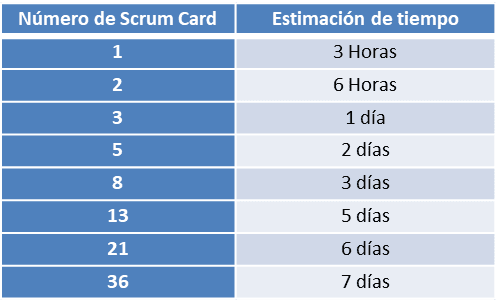 Número de Scrum Card Estimación de tiempo
1 3 Horas
2 6 Horas
3 1 día
5 2 días
8 3 días
13 5 días
21 6 días
36 7 días